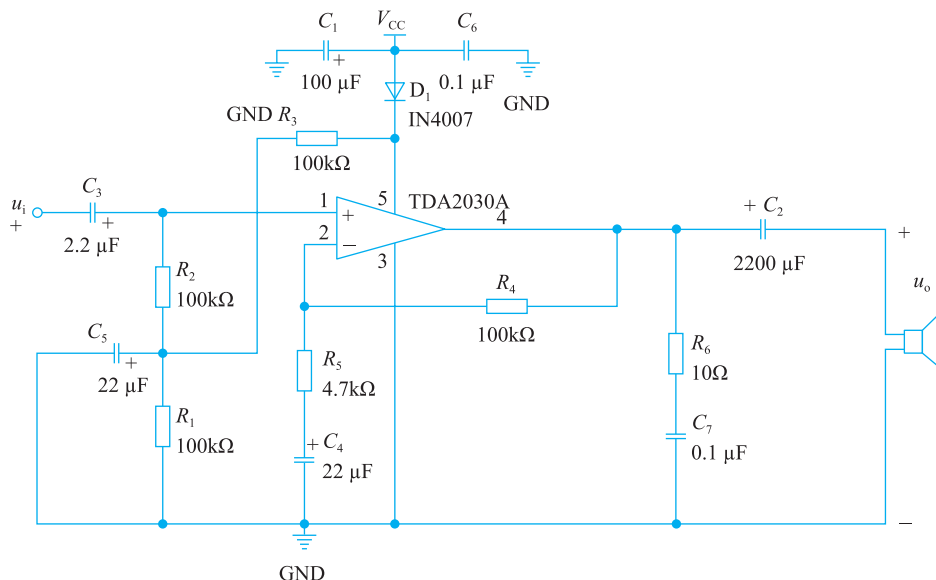 C₁
V_CC
C₆
+
100 µF
0.1 µF
D₁
IN4007
GND
GND R₃
100kΩ
C₃
uᵢ
+
+
2.2 µF
1
5
TDA2030A
4
+
2
−
3
+ C₂
2200 µF
+
R₂
100kΩ
R₄
100kΩ
uₒ
C₅
+
22 µF
R₅
4.7kΩ
R₆
10Ω
R₁
100kΩ
+ C₄
22 µF
C₇
0.1 µF
−
GND